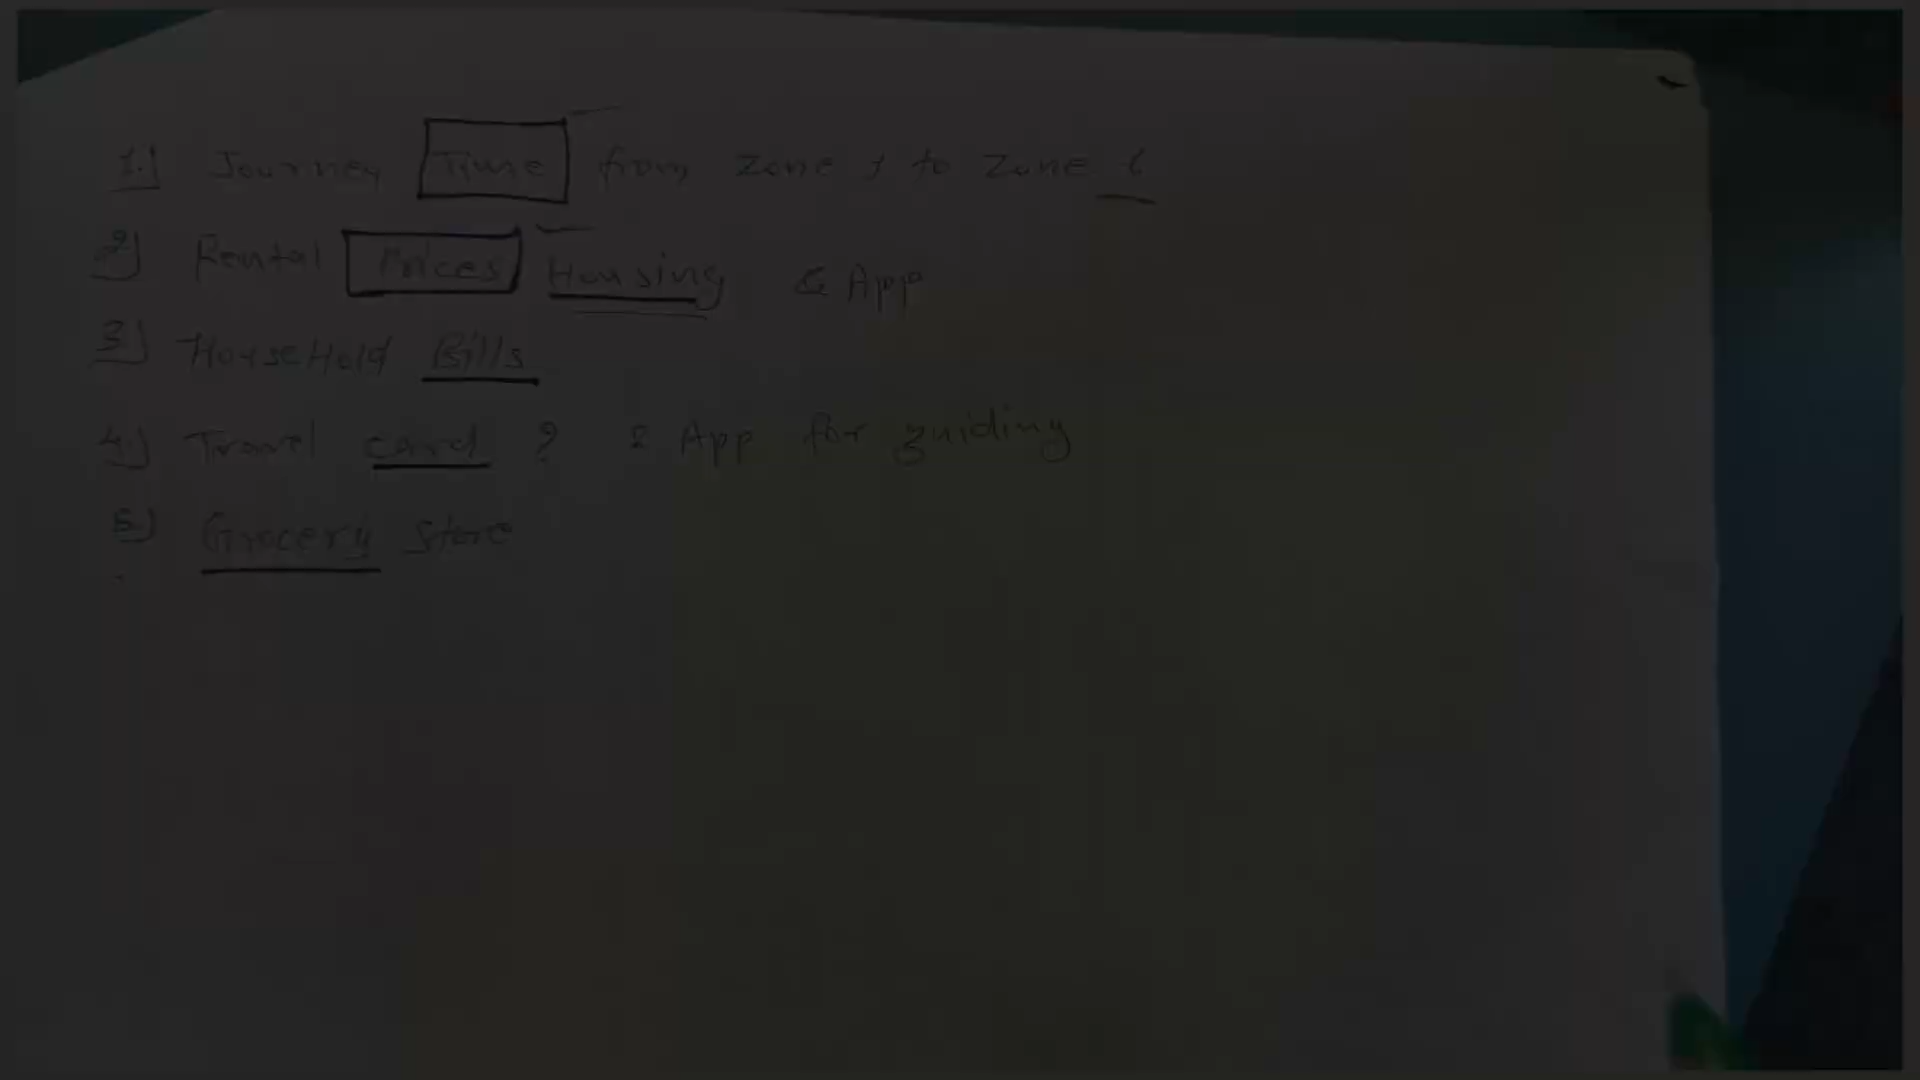 1.) Journey Time from Zone 1 to Zone 6
2) Rental Prices Housing & App
3) HouseHold Bills
4) Travel card ? & App for guiding
5) Grocery Store